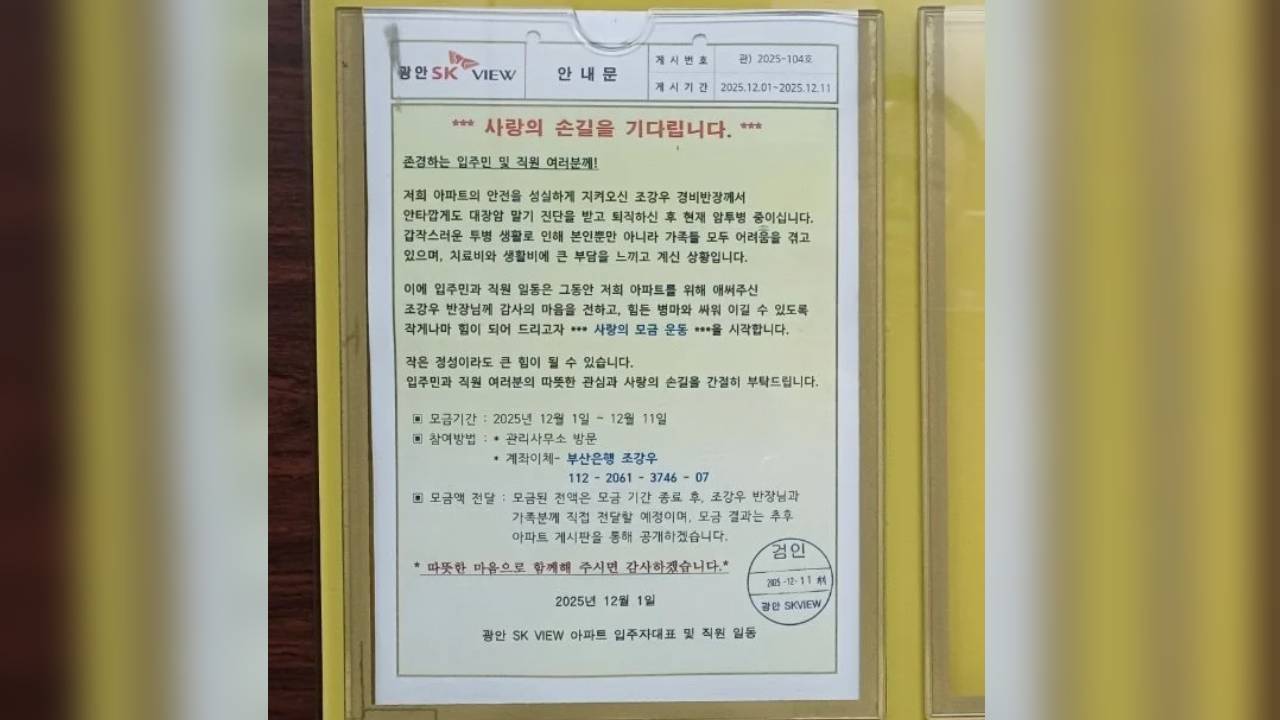 광안 SK VIEW
안 내 문
게 시 번 호
관) 2025-104호
게 시 기 간
2025.12.01~2025.12.11
*** 사랑의 손길을 기다립니다. ***
존경하는 입주민 및 직원 여러분께!
저희 아파트의 안전을 성실하게 지켜오신 조강우 경비반장께서
안타깝게도 대장암 말기 진단을 받고 퇴직하신 후 현재 암투병 중이십니다.
갑작스러운 투병 생활로 인해 본인뿐만 아니라 가족들 모두 어려움을 겪고
있으며, 치료비와 생활비에 큰 부담을 느끼고 계신 상황입니다.
이에 입주민과 직원 일동은 그동안 저희 아파트를 위해 애써주신
조강우 반장님께 감사의 마음을 전하고, 힘든 병마와 싸워 이길 수 있도록
작게나마 힘이 되어 드리고자 *** 사랑의 모금 운동 ***을 시작합니다.
작은 정성이라도 큰 힘이 될 수 있습니다.
입주민과 직원 여러분의 따뜻한 관심과 사랑의 손길을 간절히 부탁드립니다.
▣ 모금기간 : 2025년 12월 1일 ~ 12월 11일
▣ 참여방법 : * 관리사무소 방문
* 계좌이체- 부산은행 조강우
112 - 2061 - 3746 - 07
▣ 모금액 전달 : 모금된 전액은 모금 기간 종료 후, 조강우 반장님과
가족분께 직접 전달할 예정이며, 모금 결과는 추후
아파트 게시판을 통해 공개하겠습니다.
* 따뜻한 마음으로 함께해 주시면 감사하겠습니다.*
2025년 12월 1일
광안 SK VIEW 아파트 입주자대표 및 직원 일동
검인
2025-12-11
광안 SKVIEW